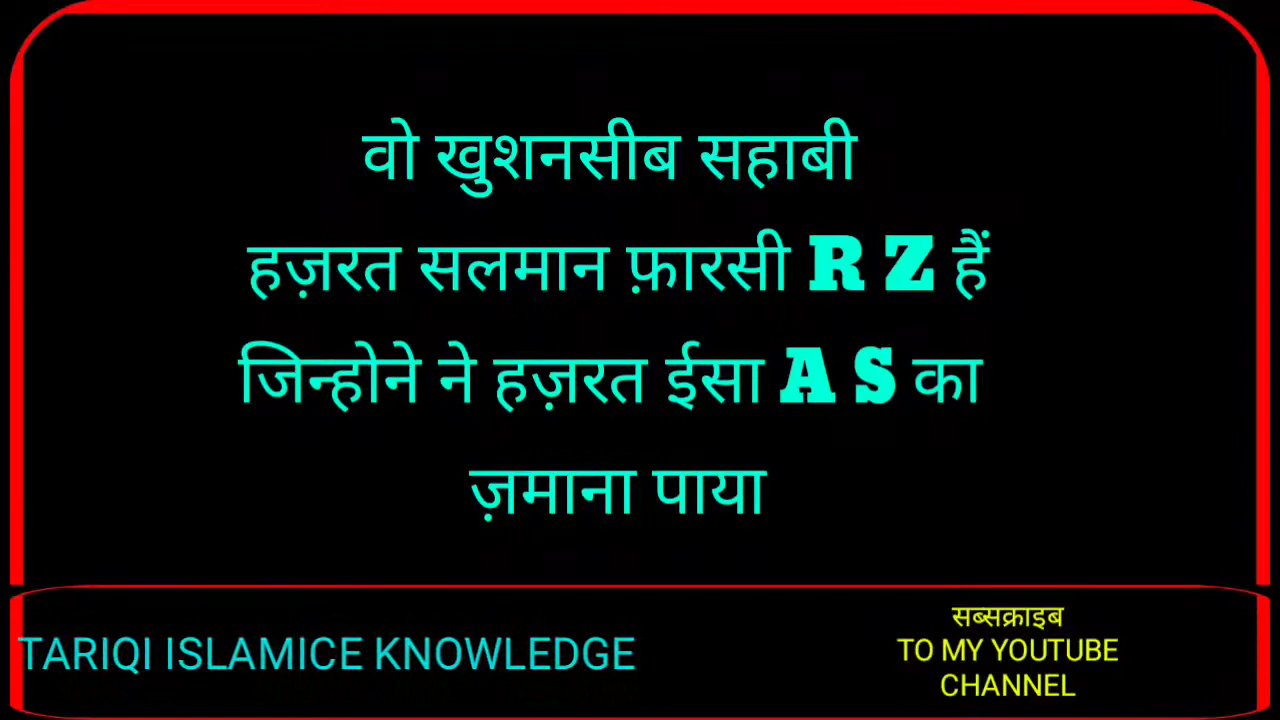 वो खुशनसीब सहाबी
हज़रत सलमान फ़ारसी R Z हैं
जिन्होने ने हज़रत ईसा A S का
ज़माना पाया
TARIQI ISLAMICE KNOWLEDGE
सब्सक्राइब
TO MY YOUTUBE
CHANNEL